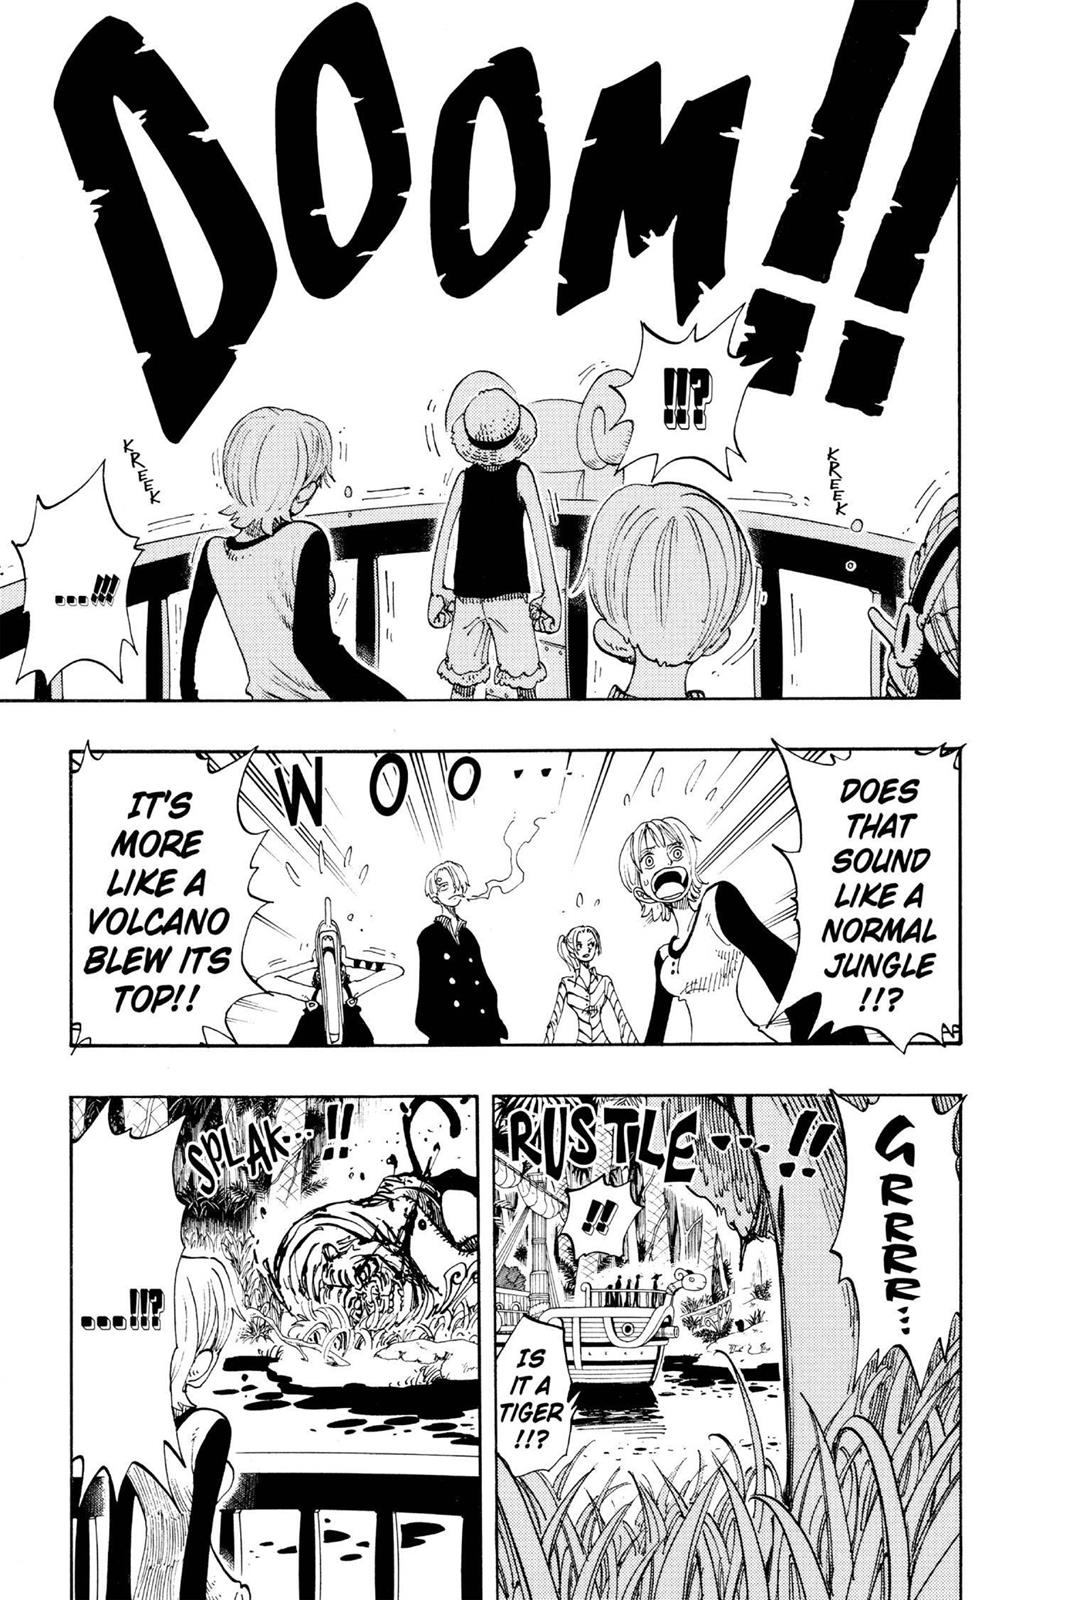 DOOM!!
!!?
KREEK
KREEK
....!!!
DOES
THAT
SOUND
LIKE A
NORMAL
JUNGLE
!!?
WOO...
IT'S
MORE
LIKE A
VOLCANO
BLEW ITS
TOP!!
GRRRR...
RUSTLE...!!
!!
IS
IT A
TIGER
!!?
SPLAK...!!
....!!?